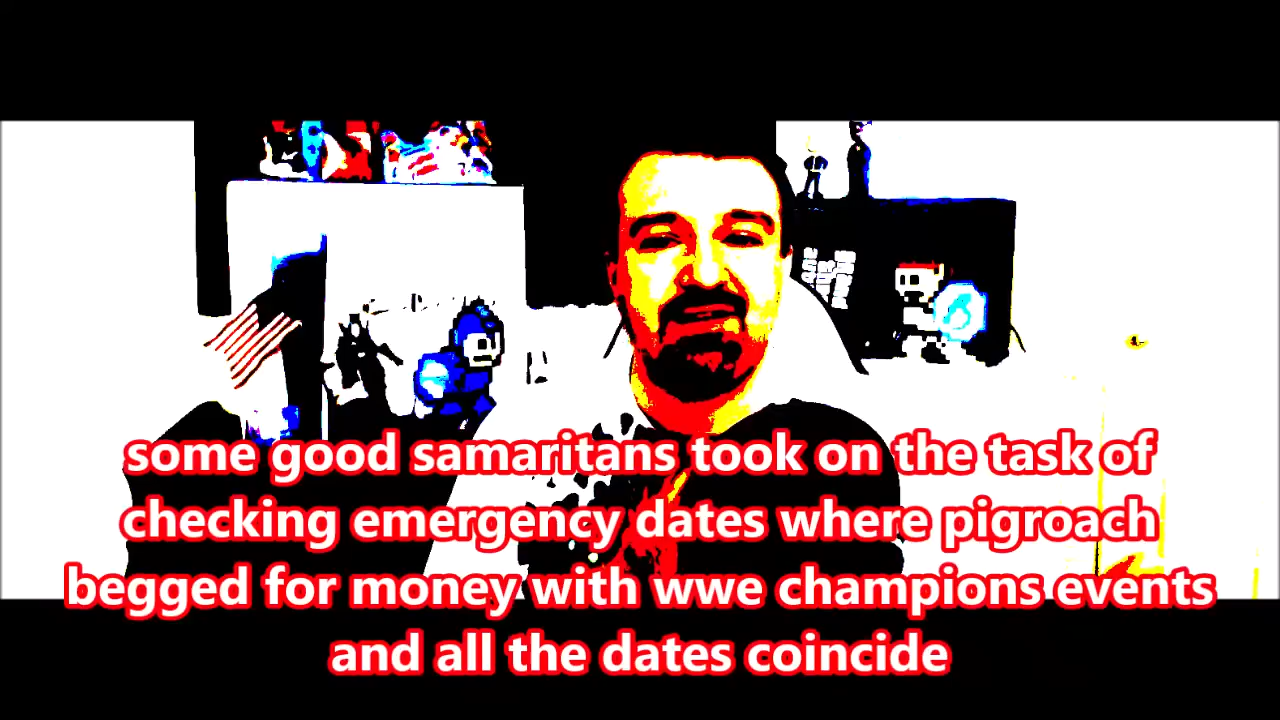 some good samaritans took on the task of
checking emergency dates where pigroach
begged for money with wwe champions events
and all the dates coincide